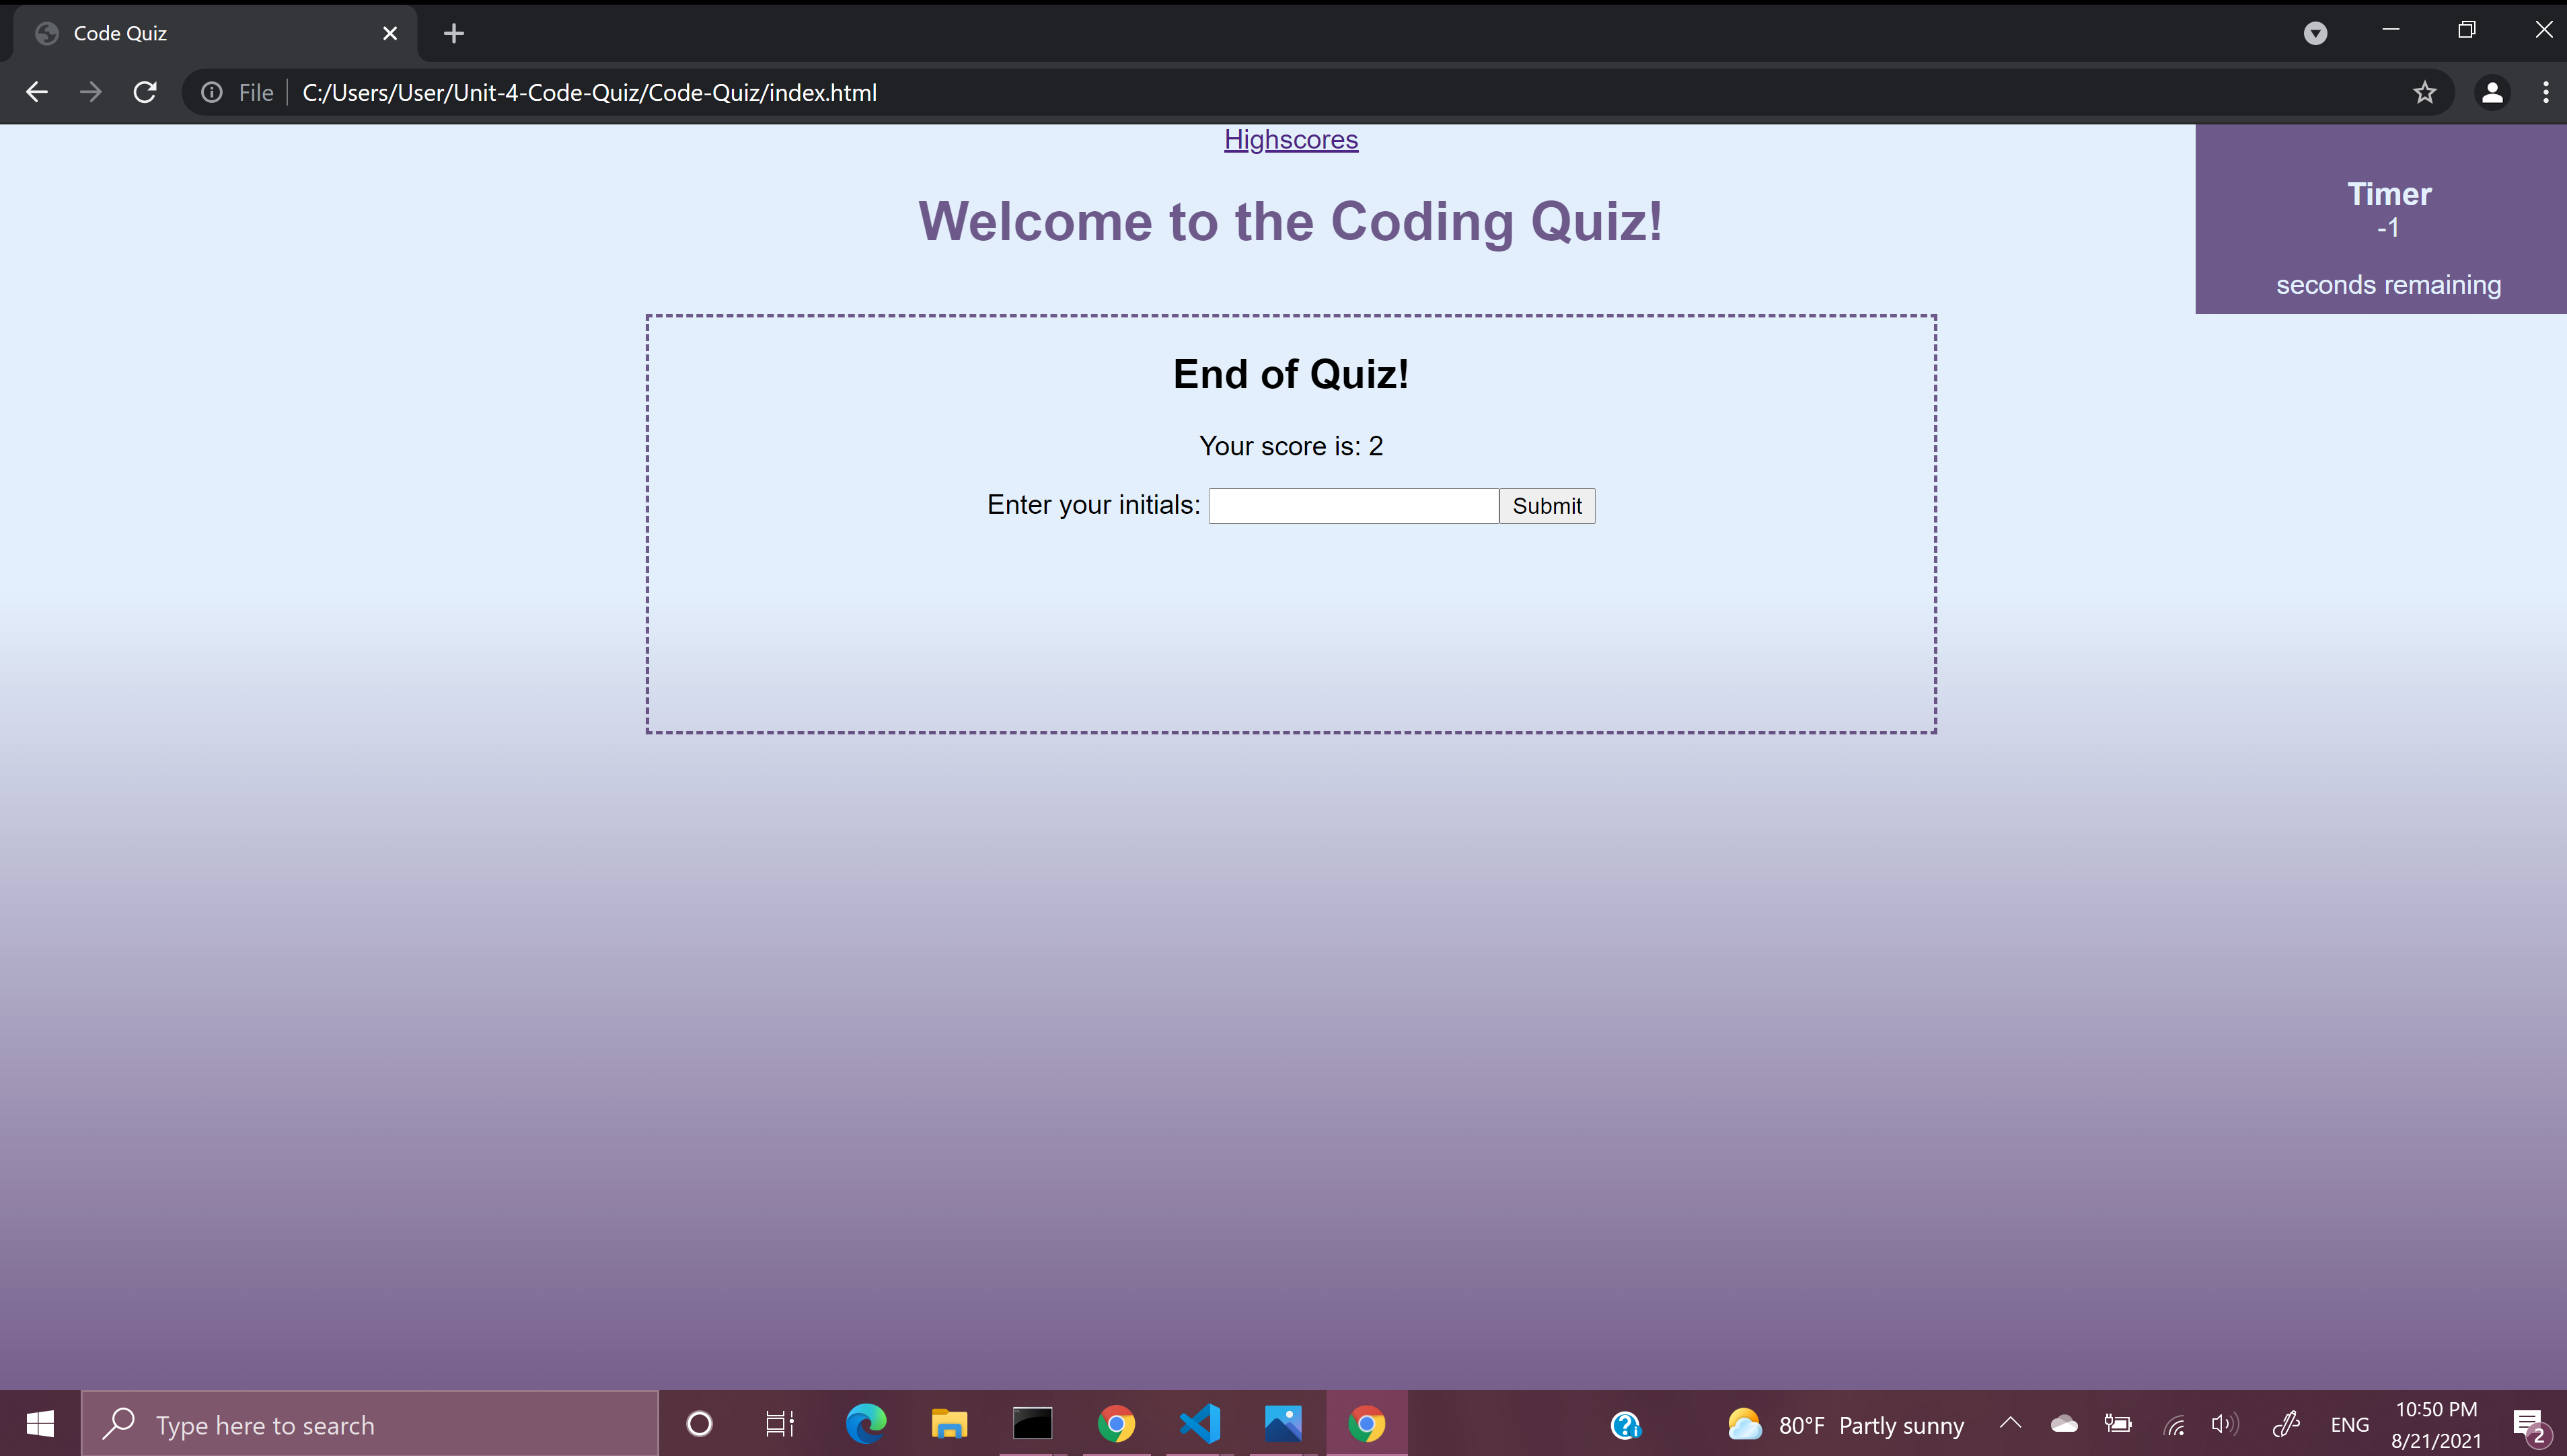 Code Quiz
File
C:/Users/User/Unit-4-Code-Quiz/Code-Quiz/index.html
Highscores
Welcome to the Coding Quiz!
Timer
-1
seconds remaining
End of Quiz!
Your score is: 2
Enter your initials:
Submit
Type here to search
80°F Partly sunny
ENG
10:50 PM
8/21/2021
2